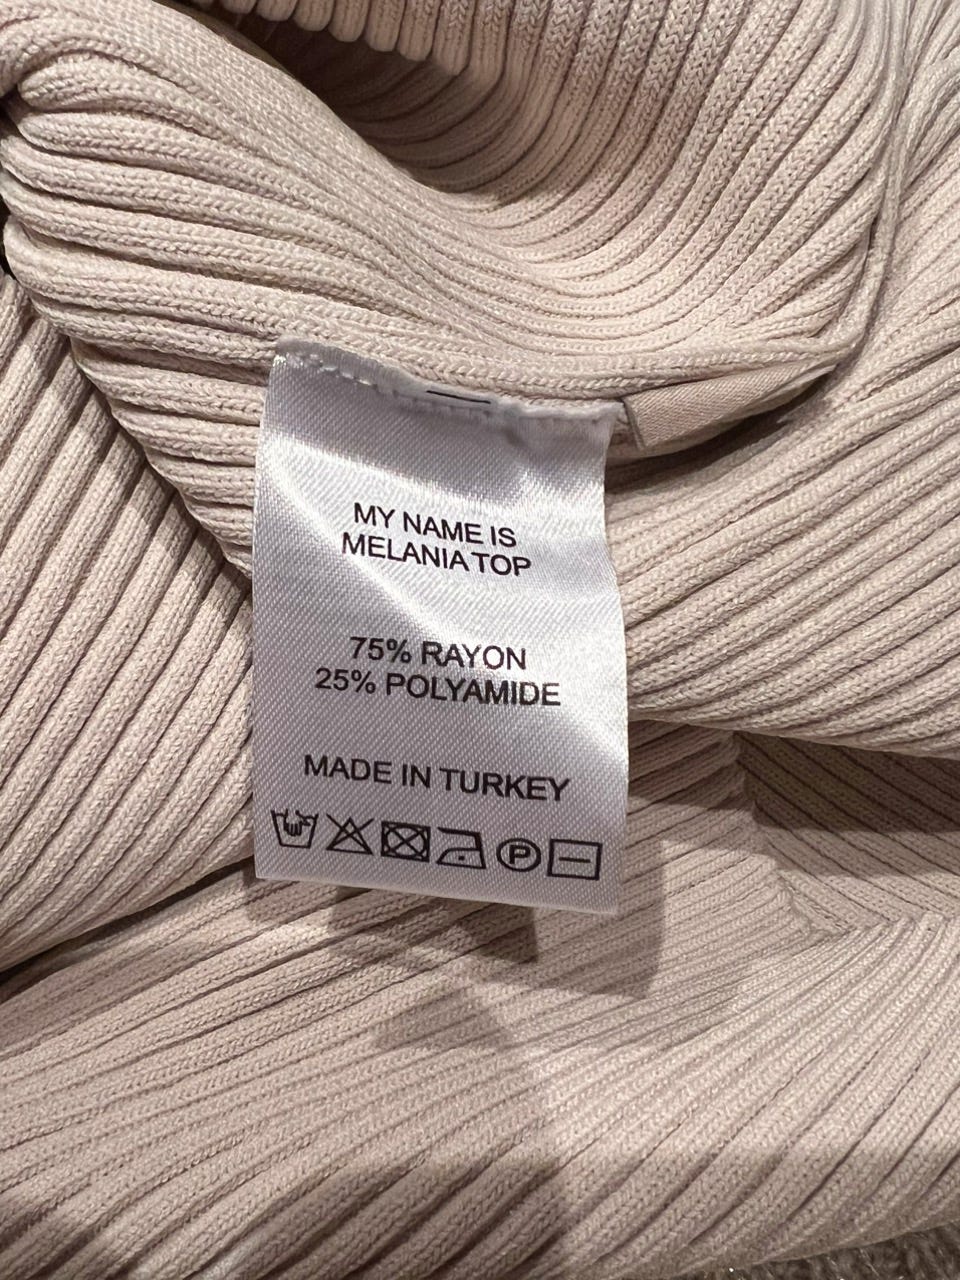 MY NAME IS
MELANIA TOP
75% RAYON
25% POLYAMIDE
MADE IN TURKEY
P